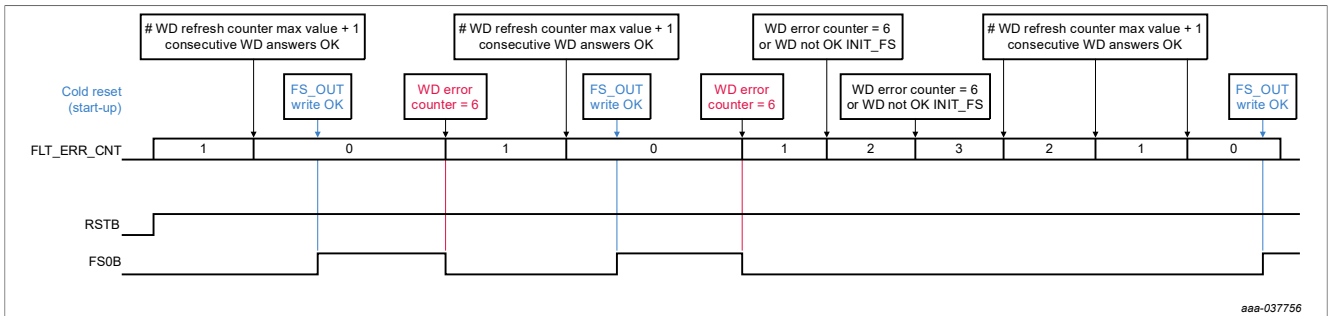 # WD refresh counter max value + 1
consecutive WD answers OK
# WD refresh counter max value + 1
consecutive WD answers OK
WD error counter = 6
or WD not OK INIT_FS
# WD refresh counter max value + 1
consecutive WD answers OK
Cold reset
(start-up)
FS_OUT
write OK
WD error
counter = 6
FS_OUT
write OK
WD error
counter = 6
WD error counter = 6
or WD not OK INIT_FS
FS_OUT
write OK
FLT_ERR_CNT 1 0 1 0 1 2 3 2 1 0
RSTB
FS0B
aaa-037756